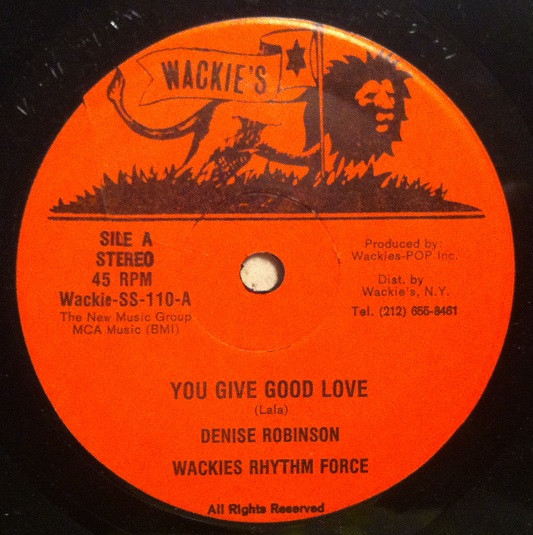 WACKIE'S
SILE A
STEREO
45 RPM
Wackie-SS-110-A
The New Music Group
MCA Music (BMI)
Produced by:
Wackies-POP Inc.
Dist. by
Wackie's, N.Y.
Tel. (212) 655-8461
YOU GIVE GOOD LOVE
(Lala)
DENISE ROBINSON
WACKIES RHYTHM FORCE
All Rights Reserved